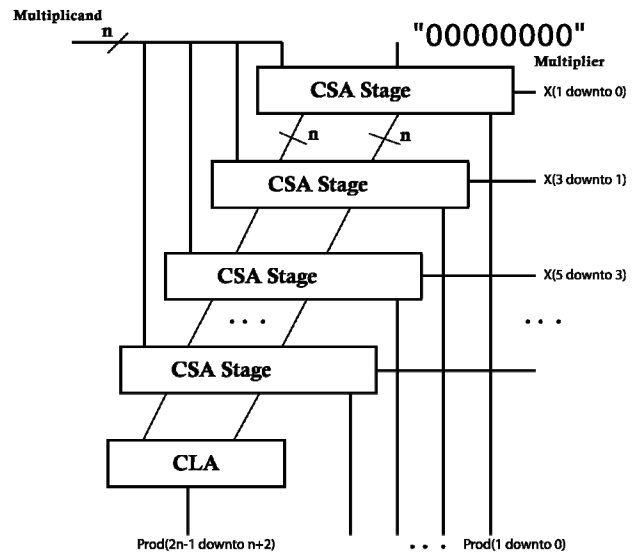 Multiplicand
n
"00000000"
Multiplier
CSA Stage
X(1 downto 0)
n
n
CSA Stage
X(3 downto 1)
CSA Stage
X(5 downto 3)
. . .
. . .
CSA Stage
CLA
Prod(2n-1 downto n+2)
. . .
Prod(1 downto 0)